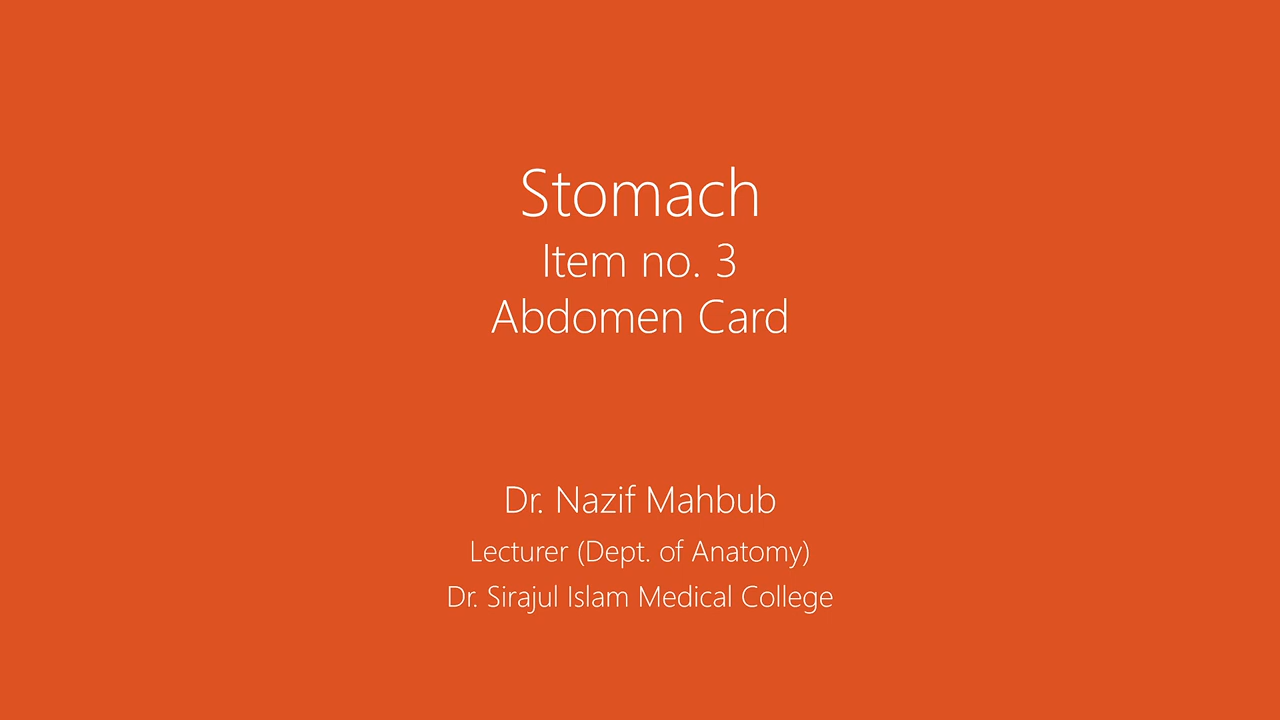 Stomach
Item no. 3
Abdomen Card
Dr. Nazif Mahbub
Lecturer (Dept. of Anatomy)
Dr. Sirajul Islam Medical College